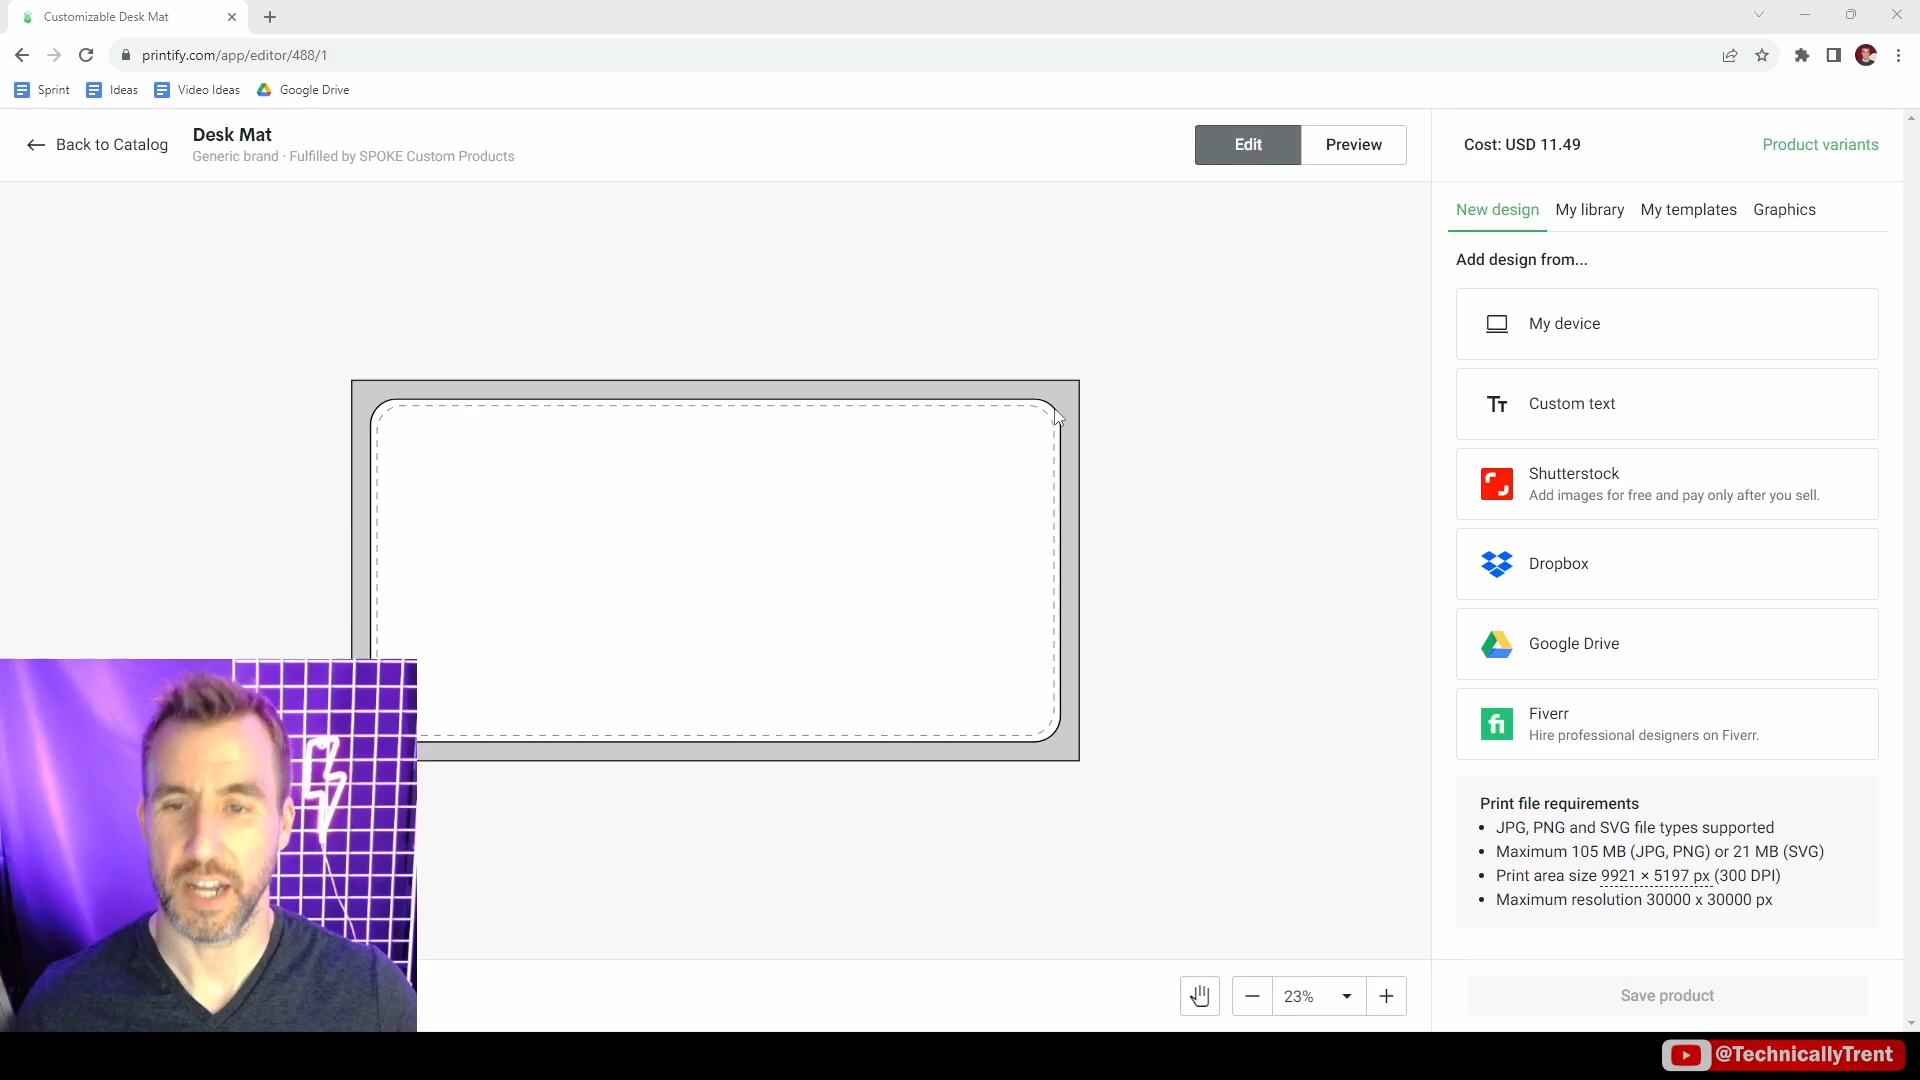 Customizable Desk Mat
printify.com/app/editor/488/1
Sprint
Ideas
Video Ideas
Google Drive
Back to Catalog
Desk Mat
Generic brand · Fulfilled by SPOKE Custom Products
Edit
Preview
Cost: USD 11.49
Product variants
New design
My library
My templates
Graphics
Add design from...
My device
Custom text
Shutterstock
Add images for free and pay only after you sell.
Dropbox
Google Drive
Fiverr
Hire professional designers on Fiverr.
Print file requirements
• JPG, PNG and SVG file types supported
• Maximum 105 MB (JPG, PNG) or 21 MB (SVG)
• Print area size 9921 × 5197 px (300 DPI)
• Maximum resolution 30000 x 30000 px
23%
Save product
@TechnicallyTrent